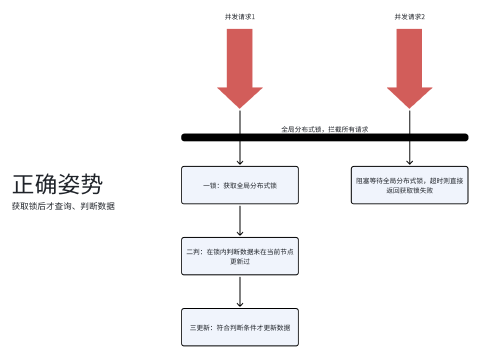 并发请求1
并发请求2
全局分布式锁，拦截所有请求
正确姿势
获取锁后才查询、判断数据
一锁：获取全局分布式锁
阻塞等待全局分布式锁，超时则直接
返回获取锁失败
二判：在锁内判断数据未在当前节点
更新过
三更新：符合判断条件才更新数据